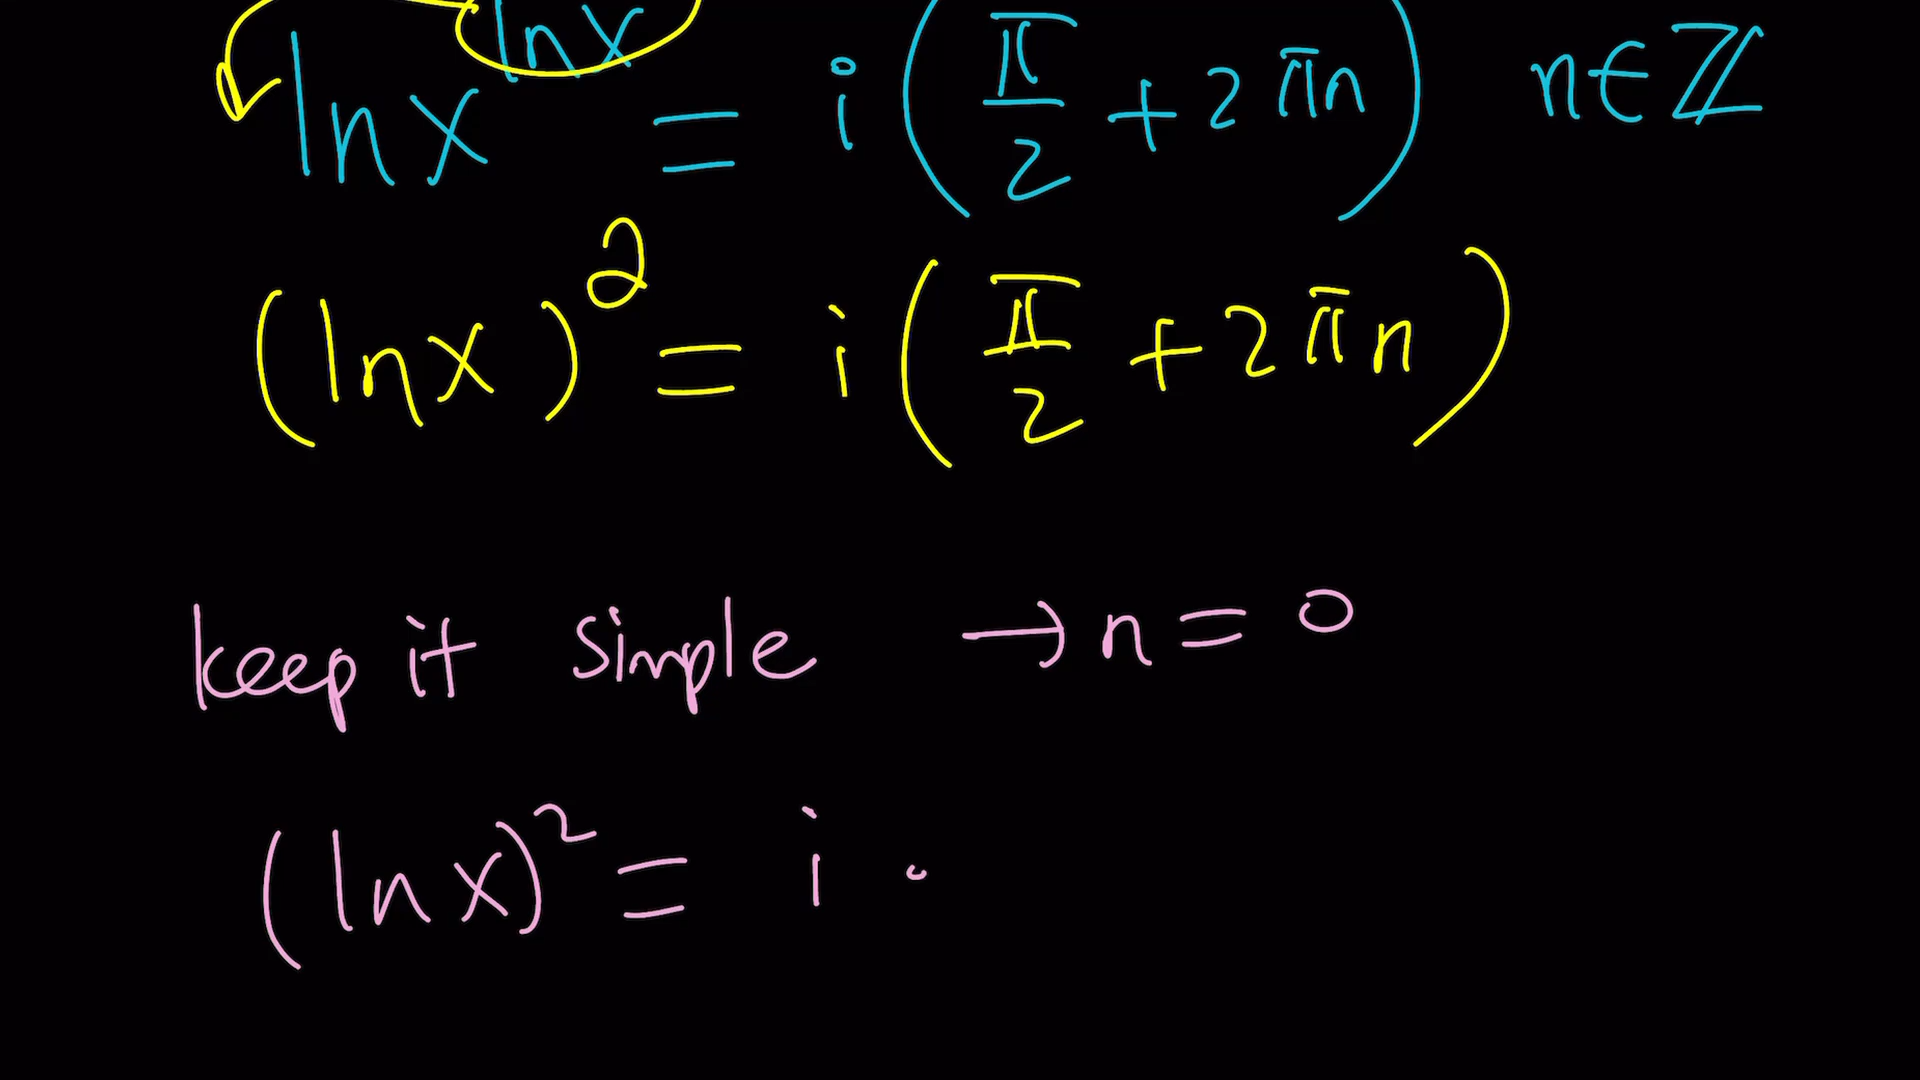 ln x^{ln x} = i (π/2 + 2πn) n∈ℤ
(ln x)² = i (π/2 + 2πn)
keep it simple → n = 0
(ln x)² = i ·